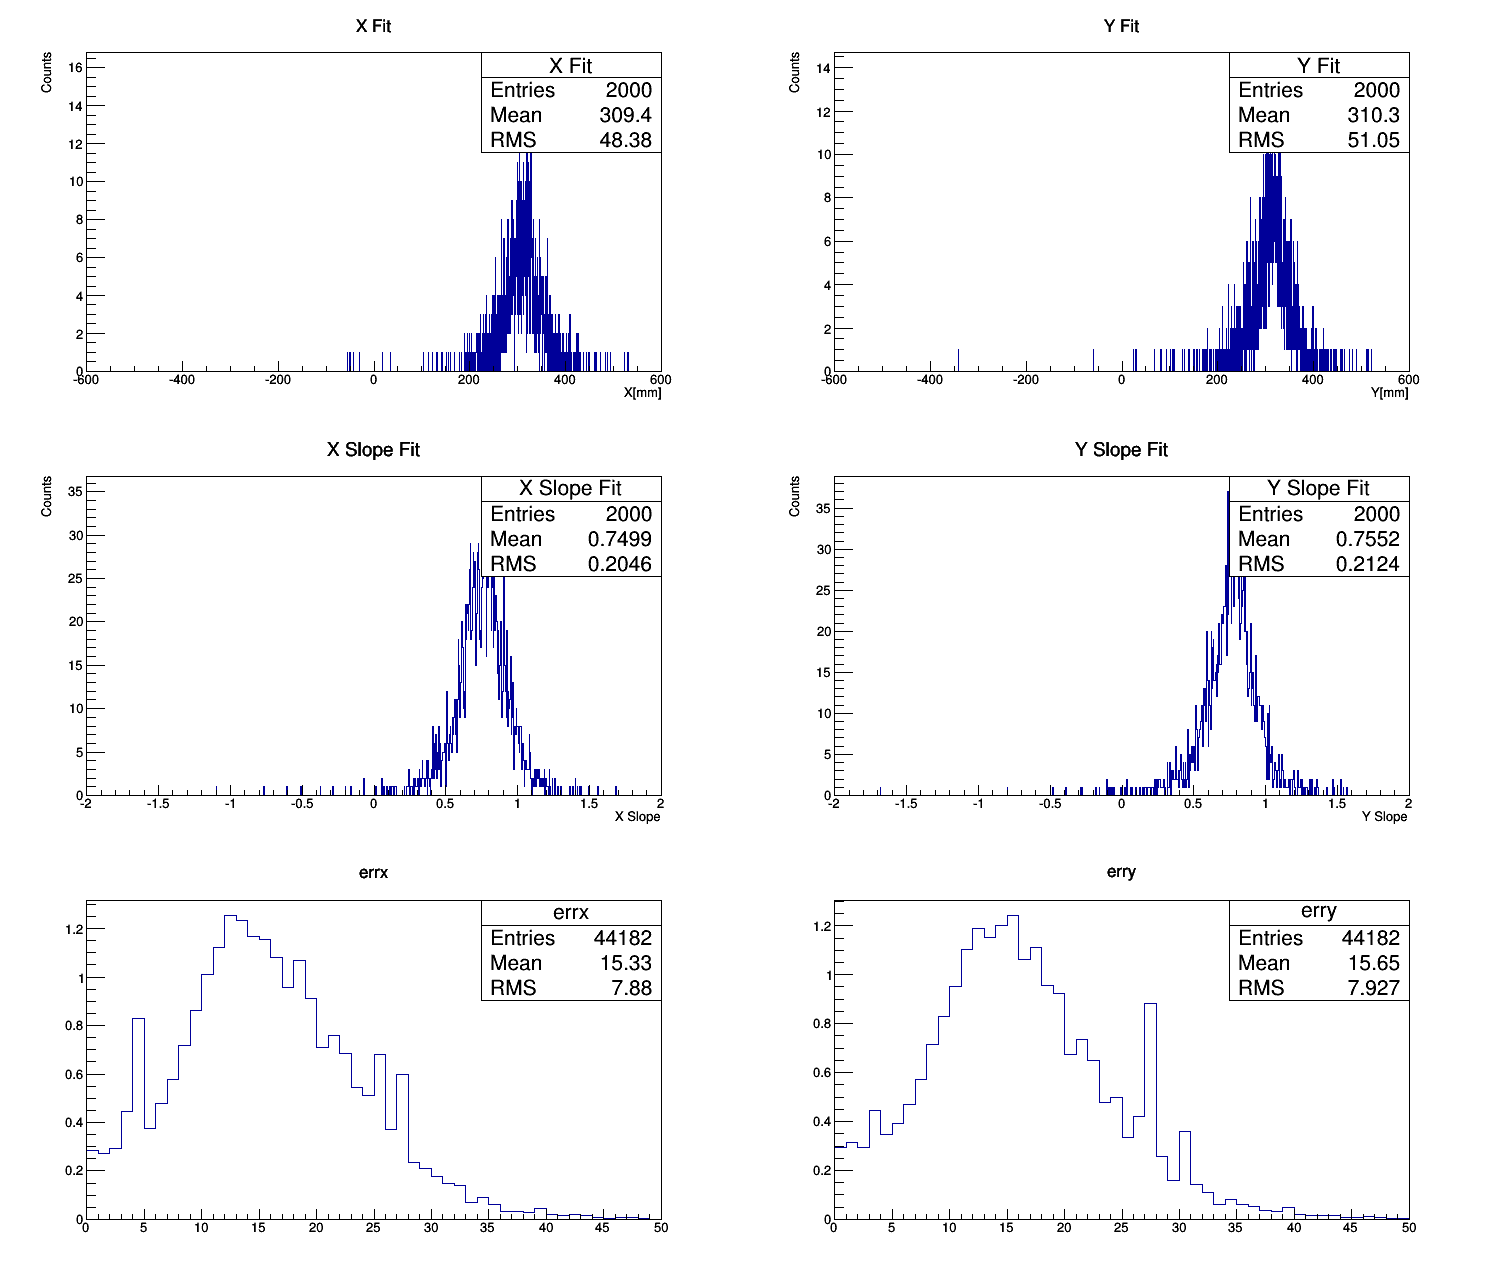 X Fit
Counts
16
14
12
10
8
6
4
2
0
-600 -400 -200 0 200 400 600
X[mm]
X Fit
Entries 2000
Mean 309.4
RMS 48.38
Y Fit
Counts
14
12
10
8
6
4
2
0
-600 -400 -200 0 200 400 600
Y[mm]
Y Fit
Entries 2000
Mean 310.3
RMS 51.05
X Slope Fit
Counts
35
30
25
20
15
10
5
0
-2 -1.5 -1 -0.5 0 0.5 1 1.5 2
X Slope
X Slope Fit
Entries 2000
Mean 0.7499
RMS 0.2046
Y Slope Fit
Counts
35
30
25
20
15
10
5
0
-2 -1.5 -1 -0.5 0 0.5 1 1.5 2
Y Slope
Y Slope Fit
Entries 2000
Mean 0.7552
RMS 0.2124
errx
1.2
1
0.8
0.6
0.4
0.2
0
0 5 10 15 20 25 30 35 40 45 50
errx
Entries 44182
Mean 15.33
RMS 7.88
erry
1.2
1
0.8
0.6
0.4
0.2
0
0 5 10 15 20 25 30 35 40 45 50
erry
Entries 44182
Mean 15.65
RMS 7.927